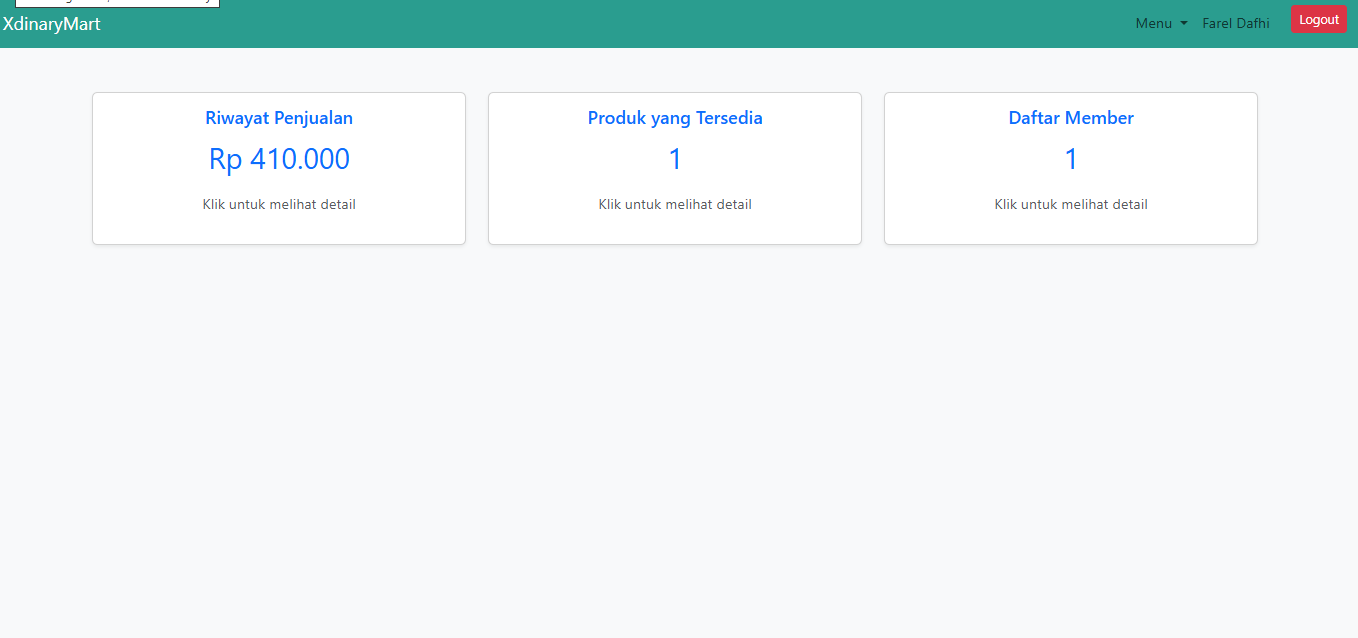 XdinaryMart
Menu
Farel Dafhi
Logout
Riwayat Penjualan
Rp 410.000
Klik untuk melihat detail
Produk yang Tersedia
1
Klik untuk melihat detail
Daftar Member
1
Klik untuk melihat detail